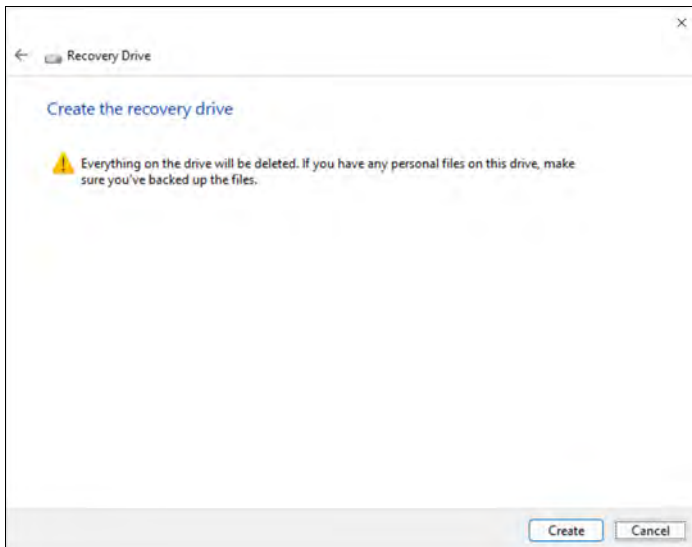 Recovery Drive
Create the recovery drive
Everything on the drive will be deleted. If you have any personal files on this drive, make
sure you've backed up the files.
Create
Cancel